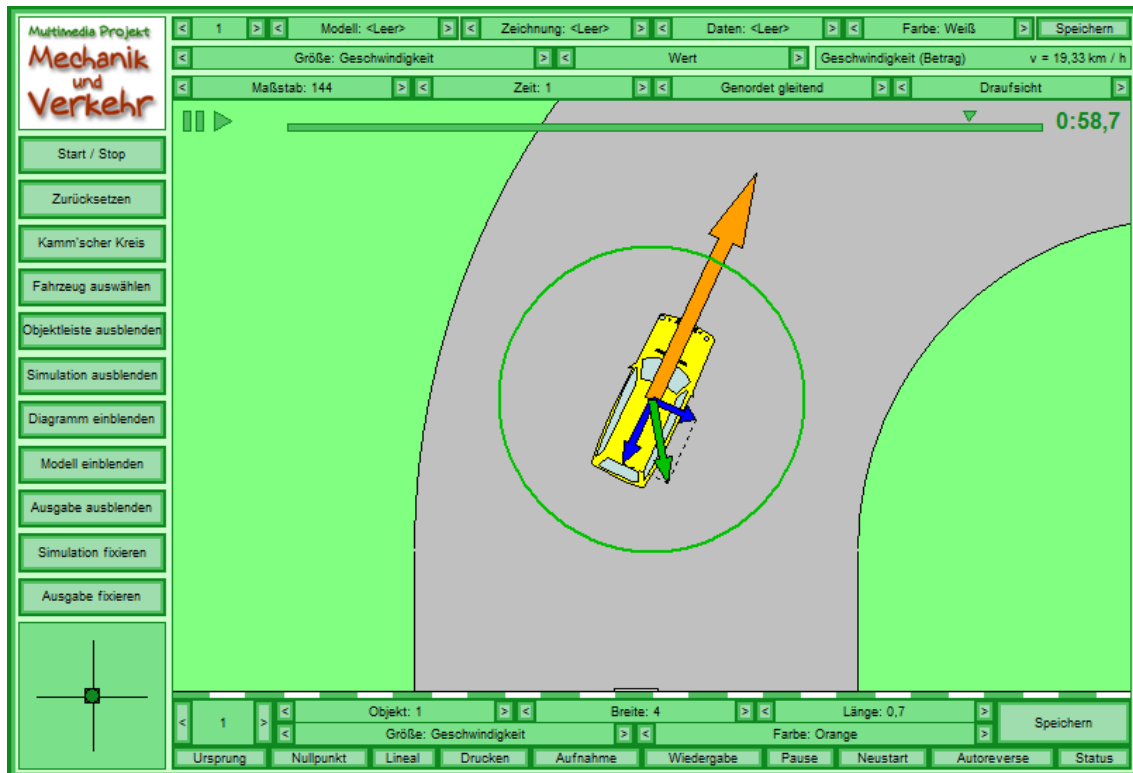 Multimedia Projekt
Mechanik
und
Verkehr
< 1 > < Modell: <Leer> > < Zeichnung: <Leer> > < Daten: <Leer> > < Farbe: Weiß > Speichern
< Größe: Geschwindigkeit > < Wert > Geschwindigkeit (Betrag) v = 19,33 km / h
< Maßstab: 144 > < Zeit: 1 > < Genordet gleitend > < Draufsicht >
0:58,7
Start / Stop
Zurücksetzen
Kamm'scher Kreis
Fahrzeug auswählen
Objektleiste ausblenden
Simulation ausblenden
Diagramm einblenden
Modell einblenden
Ausgabe ausblenden
Simulation fixieren
Ausgabe fixieren
< 1 > < Objekt: 1 > < Breite: 4 > < Länge: 0,7 > Speichern
< Größe: Geschwindigkeit > < Farbe: Orange >
Ursprung Nullpunkt Lineal Drucken Aufnahme Wiedergabe Pause Neustart Autoreverse Status